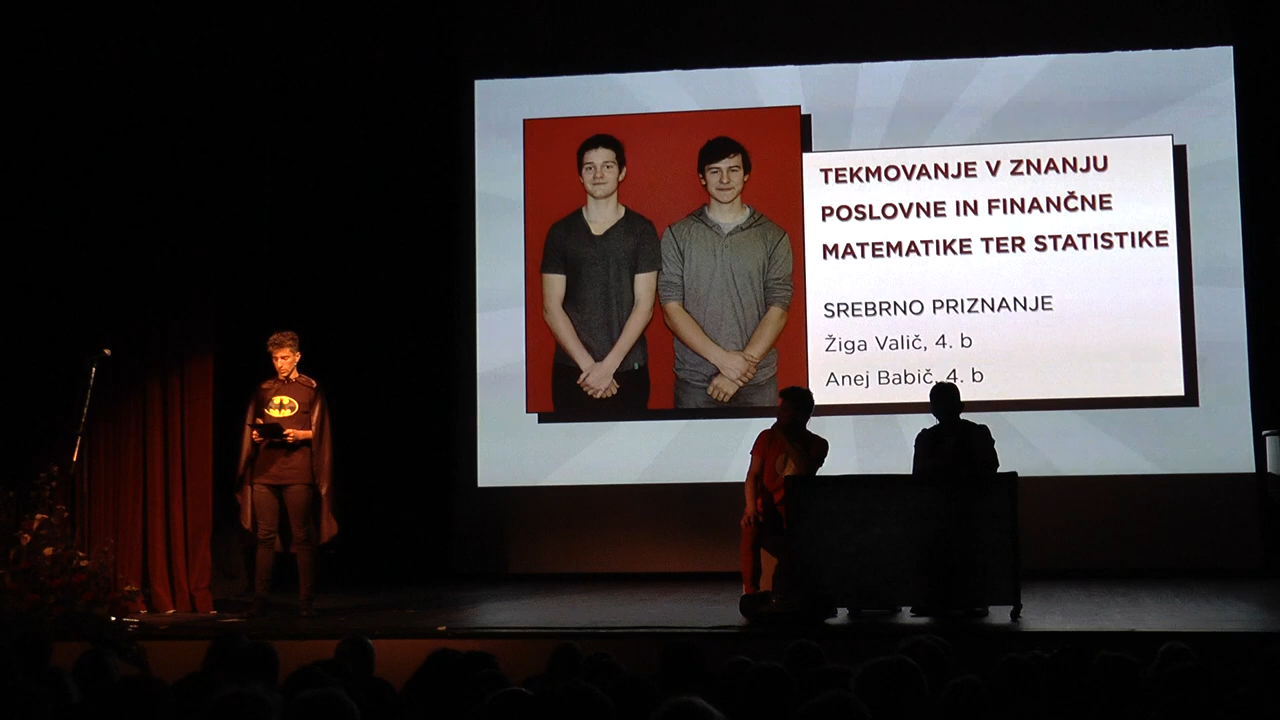 TEKMOVANJE V ZNANJU
POSLOVNE IN FINANČNE
MATEMATIKE TER STATISTIKE
SREBRNO PRIZNANJE
Žiga Valič, 4. b
Anej Babič, 4. b